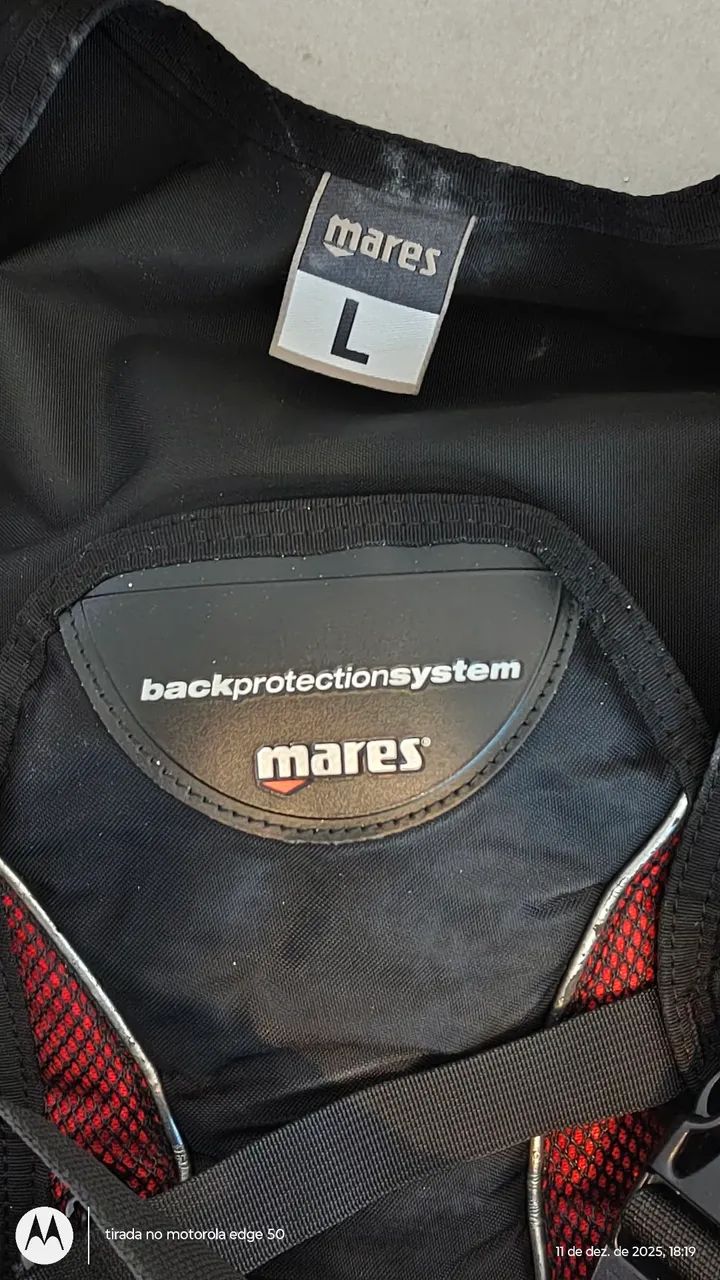 mares
L
backprotectionsystem
mares®
tirada no motorola edge 50
11 de dez. de 2025, 18:19